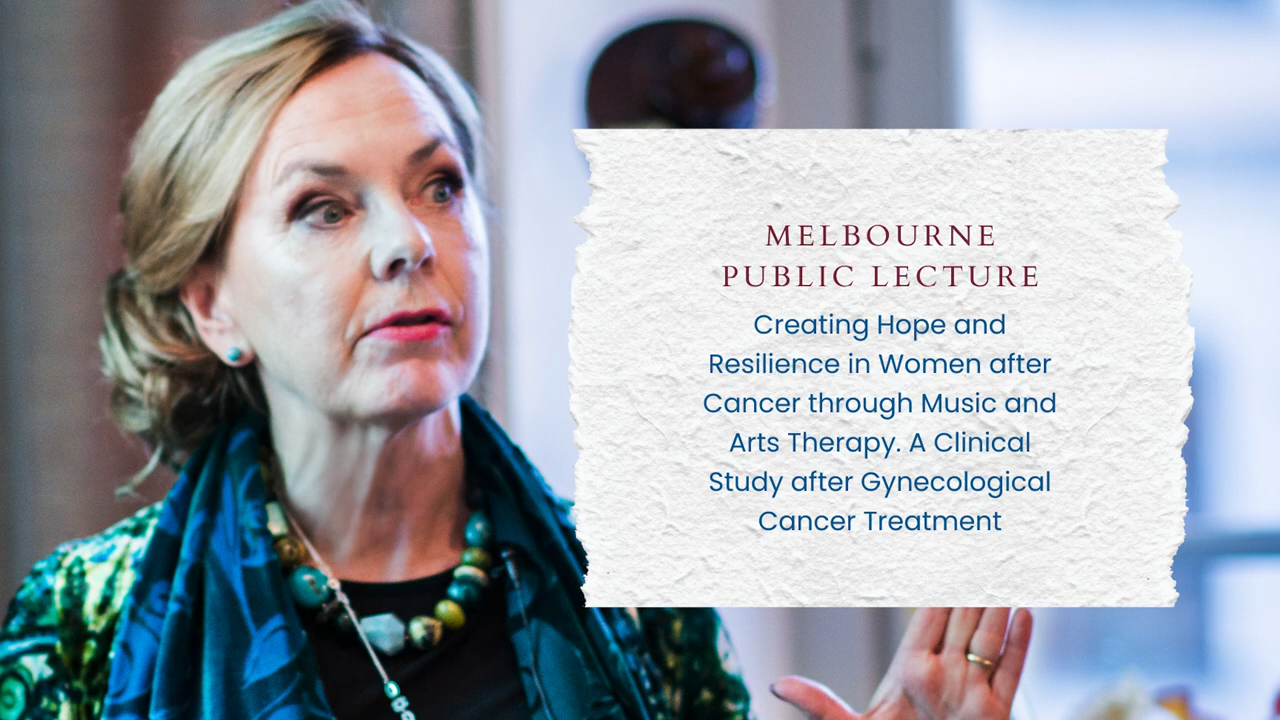 MELBOURNE
PUBLIC LECTURE
Creating Hope and
Resilience in Women after
Cancer through Music and
Arts Therapy. A Clinical
Study after Gynecological
Cancer Treatment